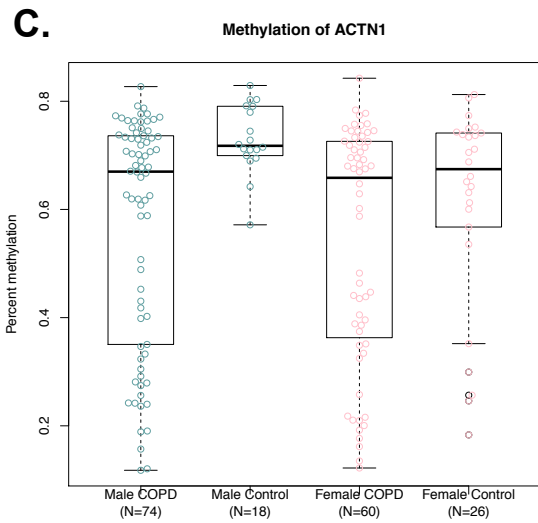 C.
Methylation of ACTN1
Percent methylation
0.8
0.6
0.4
0.2
Male COPD
(N=74)
Male Control
(N=18)
Female COPD
(N=60)
Female Control
(N=26)